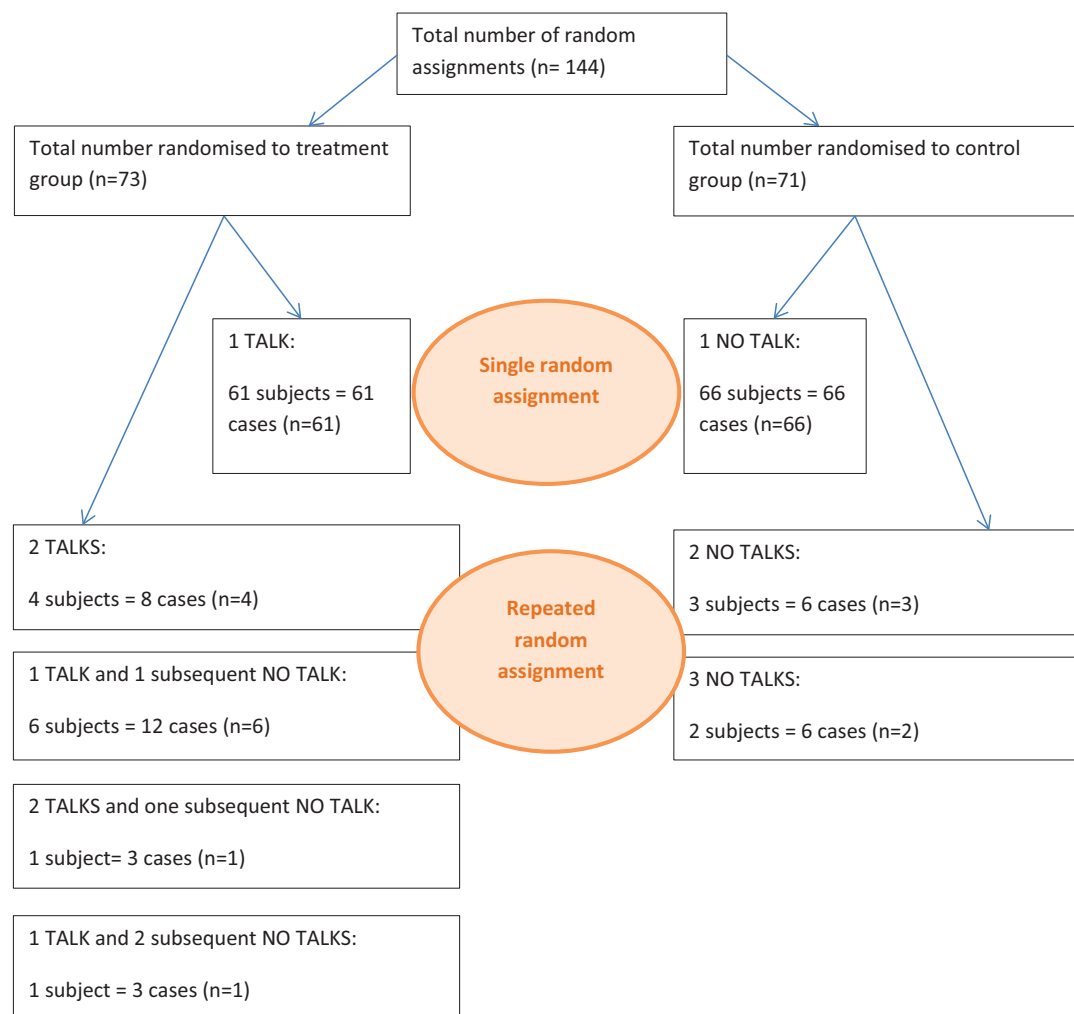 Total number of random
assignments (n= 144)
Total number randomised to treatment
group (n=73)
Total number randomised to control
group (n=71)
1 TALK:
61 subjects = 61
cases (n=61)
Single random
assignment
1 NO TALK:
66 subjects = 66
cases (n=66)
2 TALKS:
4 subjects = 8 cases (n=4)
Repeated
random
assignment
2 NO TALKS:
3 subjects = 6 cases (n=3)
1 TALK and 1 subsequent NO TALK:
6 subjects = 12 cases (n=6)
3 NO TALKS:
2 subjects = 6 cases (n=2)
2 TALKS and one subsequent NO TALK:
1 subject= 3 cases (n=1)
1 TALK and 2 subsequent NO TALKS:
1 subject = 3 cases (n=1)